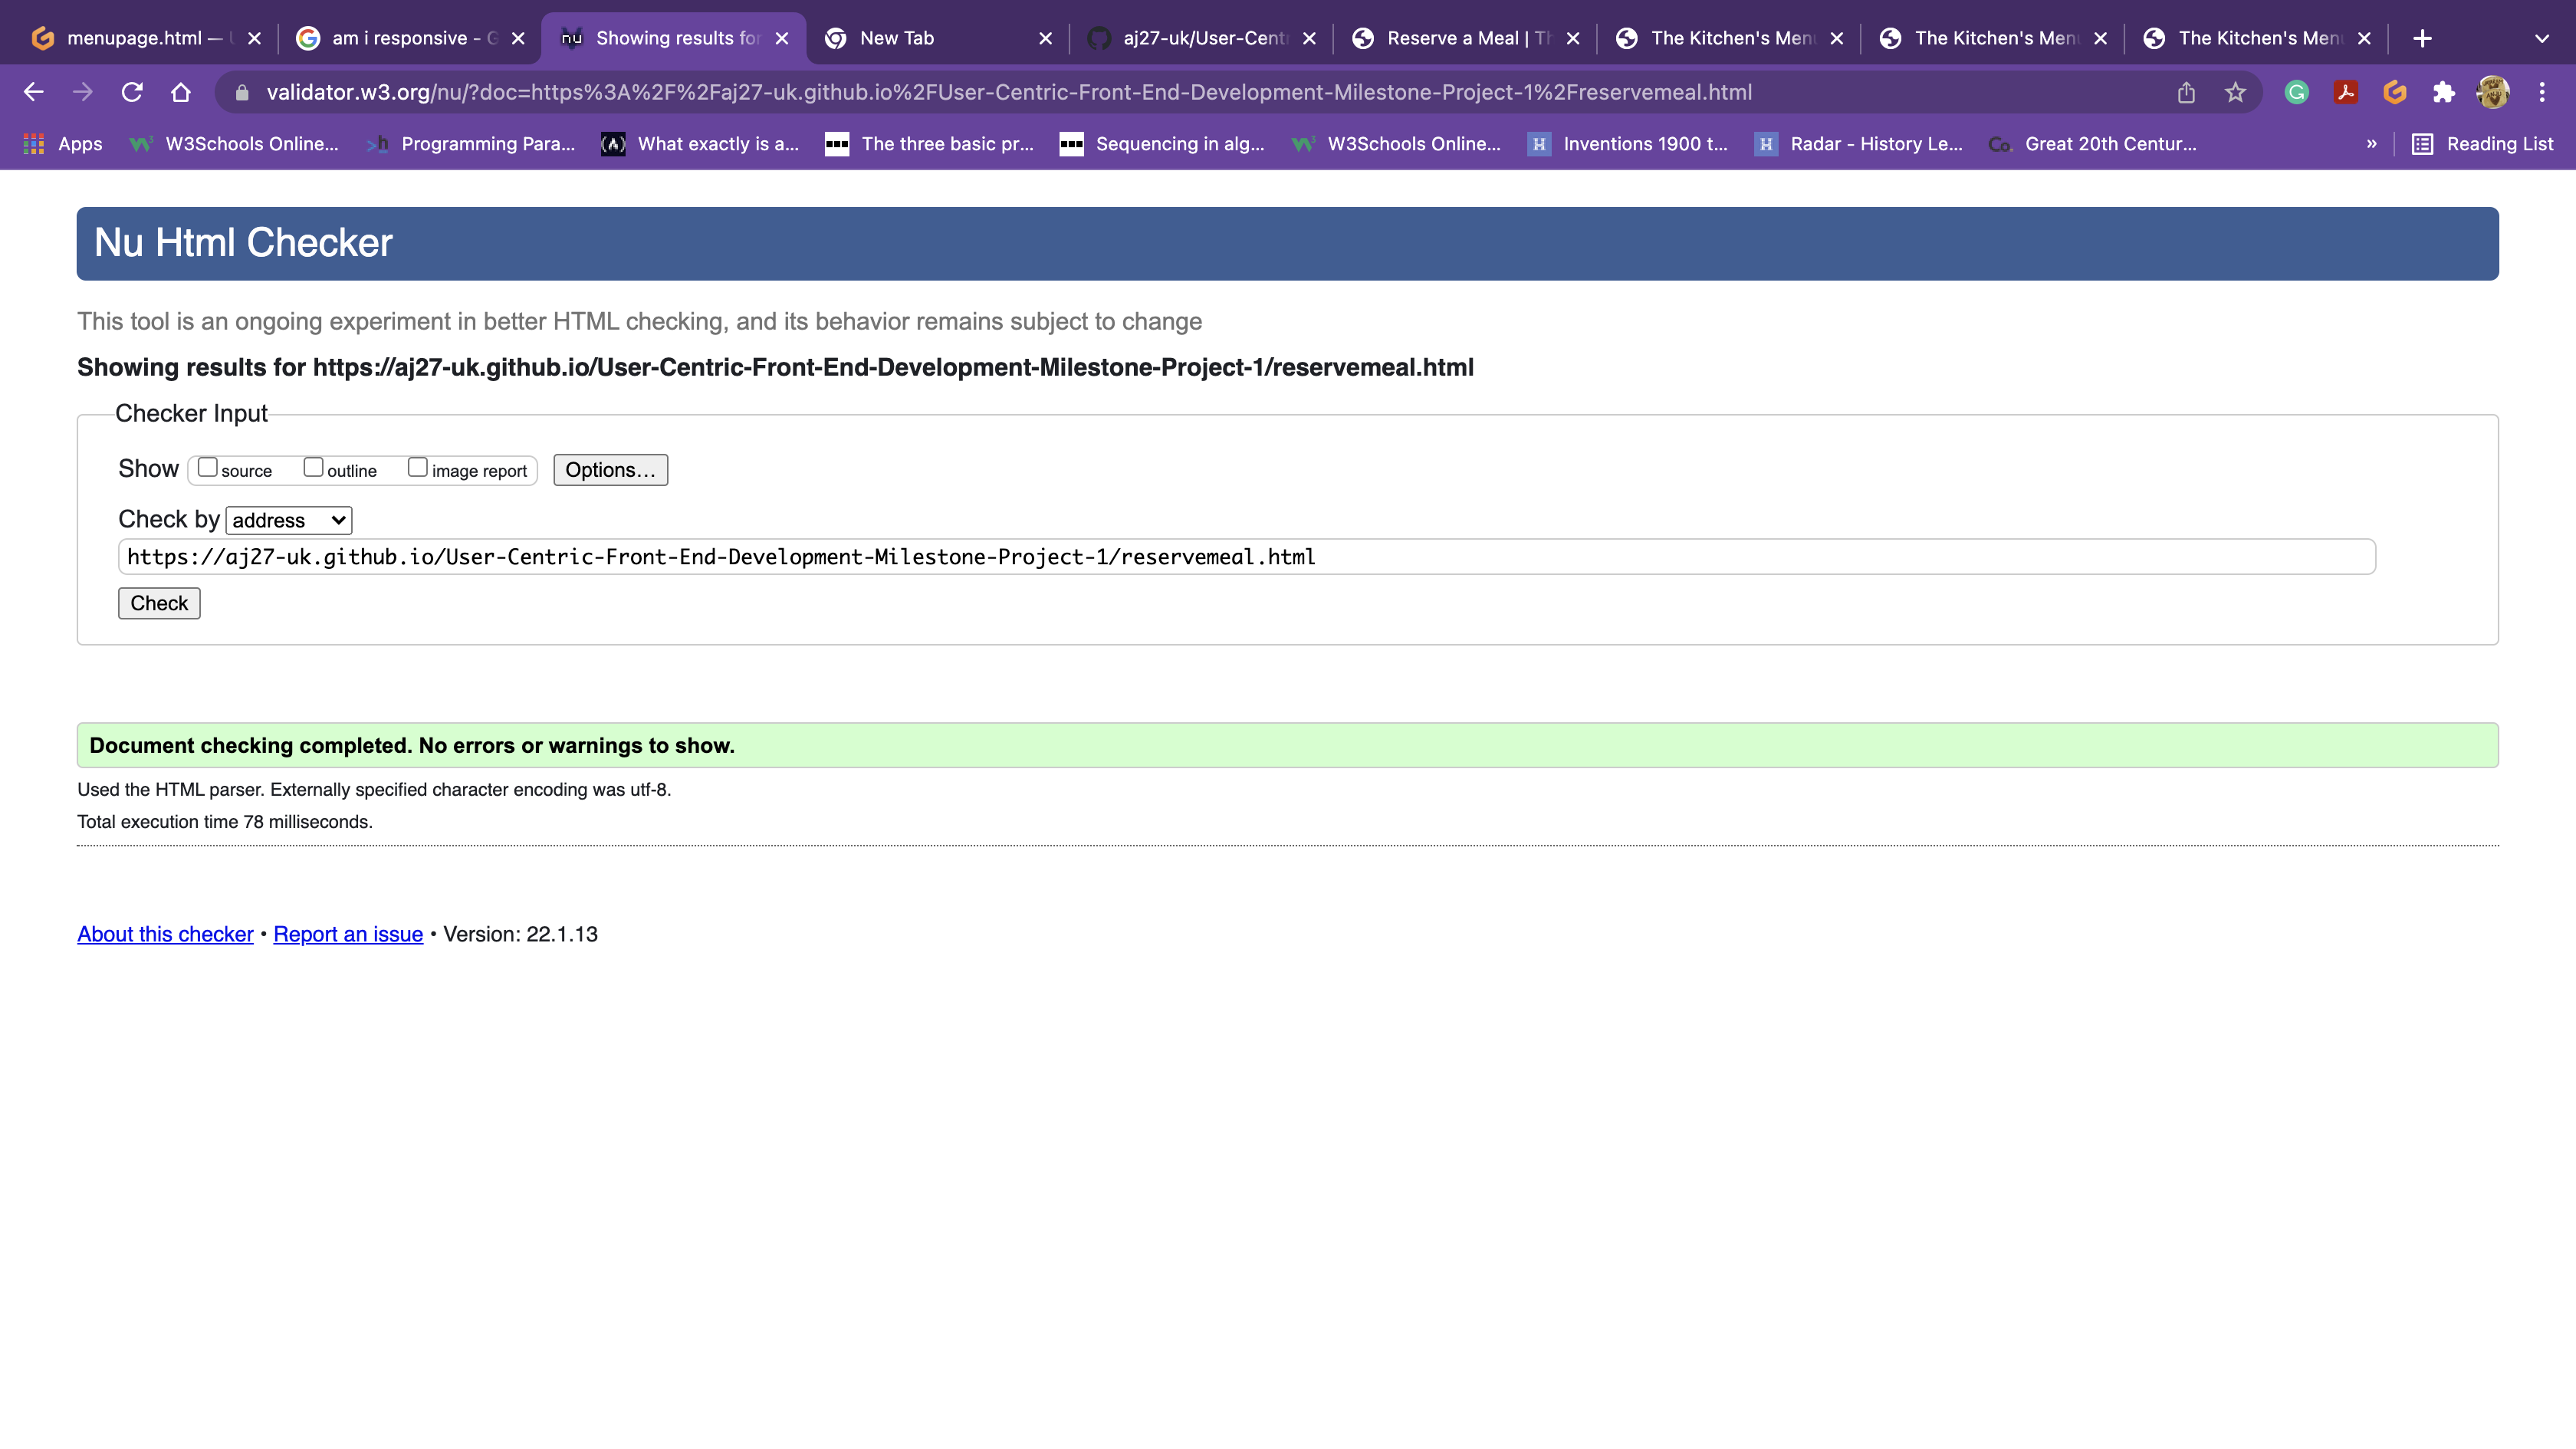 menupage.html —
am i responsive - G
nu Showing results for
New Tab
aj27-uk/User-Cent
Reserve a Meal | Th
The Kitchen's Men
The Kitchen's Men
The Kitchen's Men
validator.w3.org/nu/?doc=https%3A%2F%2Faj27-uk.github.io%2FUser-Centric-Front-End-Development-Milestone-Project-1%2Freservemeal.html
Apps
W3Schools Online...
Programming Para...
What exactly is a...
The three basic pr...
Sequencing in alg...
W3Schools Online...
H Inventions 1900 t...
H Radar - History Le...
Co. Great 20th Centur...
»
Reading List
Nu Html Checker
This tool is an ongoing experiment in better HTML checking, and its behavior remains subject to change
Showing results for https://aj27-uk.github.io/User-Centric-Front-End-Development-Milestone-Project-1/reservemeal.html
Checker Input
Show source outline image report Options...
Check by address
https://aj27-uk.github.io/User-Centric-Front-End-Development-Milestone-Project-1/reservemeal.html
Check
Document checking completed. No errors or warnings to show.
Used the HTML parser. Externally specified character encoding was utf-8.
Total execution time 78 milliseconds.
About this checker • Report an issue • Version: 22.1.13